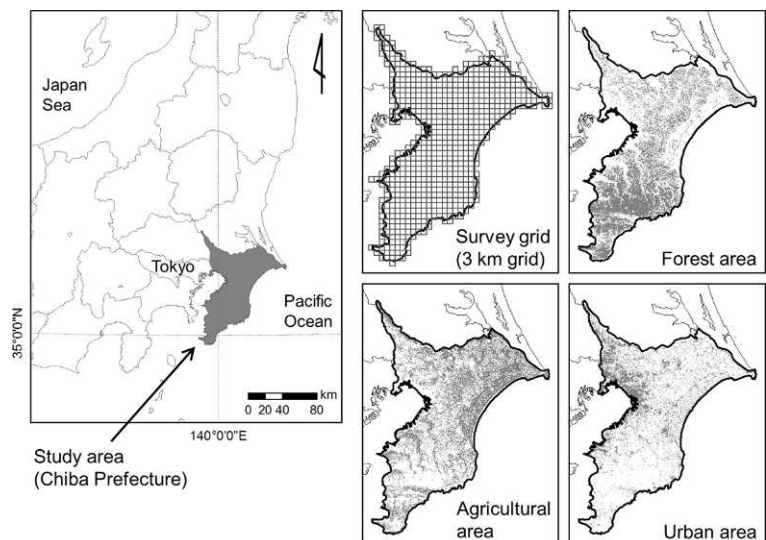 Japan
Sea
Tokyo
Pacific
Ocean
35°0'0"N
km
0 20 40 80
140°0'0"E
Study area
(Chiba Prefecture)
Survey grid
(3 km grid)
Forest area
Agricultural
area
Urban area